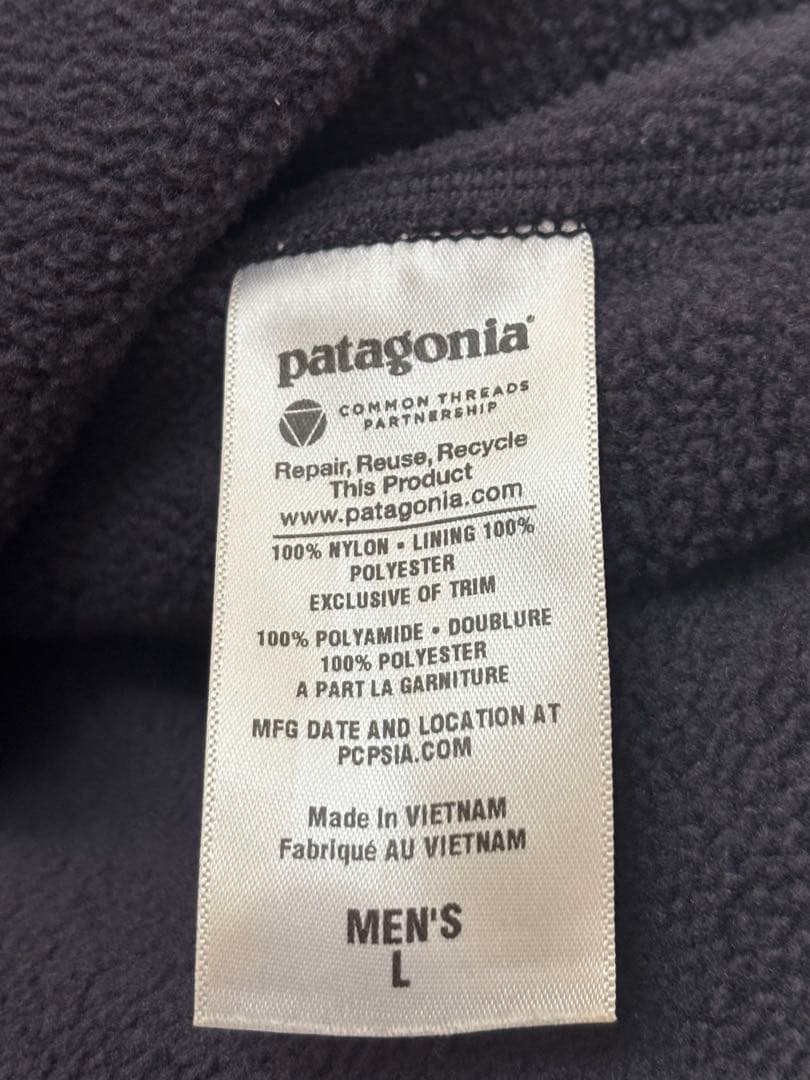 patagonia®
COMMON THREADS
PARTNERSHIP
Repair, Reuse, Recycle
This Product
www.patagonia.com
100% NYLON • LINING 100%
POLYESTER
EXCLUSIVE OF TRIM
100% POLYAMIDE • DOUBLURE
100% POLYESTER
A PART LA GARNITURE
MFG DATE AND LOCATION AT
PCPSIA.COM
Made In VIETNAM
Fabriqué AU VIETNAM
MEN'S
L